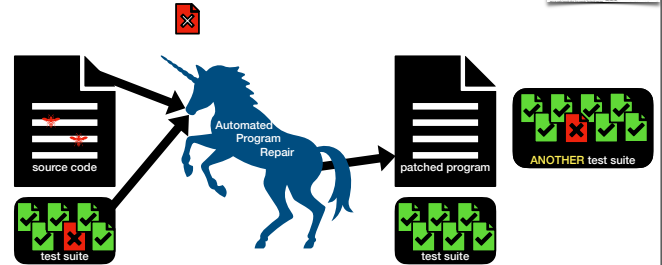 Automated
Program
Repair
source code
patched program
ANOTHER test suite
test suite
test suite